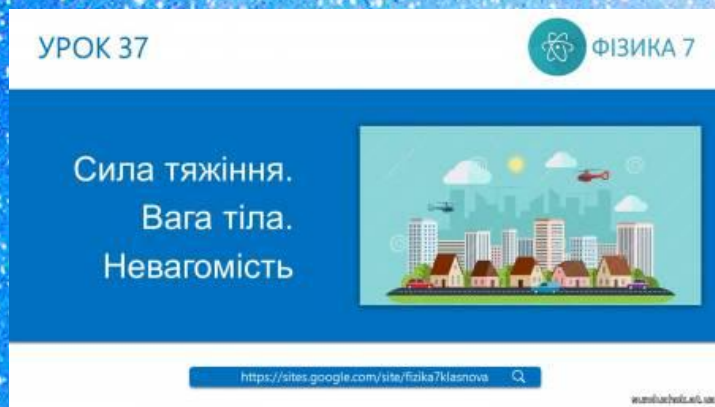 УРОК 37
ФІЗИКА 7
Сила тяжіння.
Вага тіла.
Невагомість
https://sites.google.com/site/fizika7klasnova